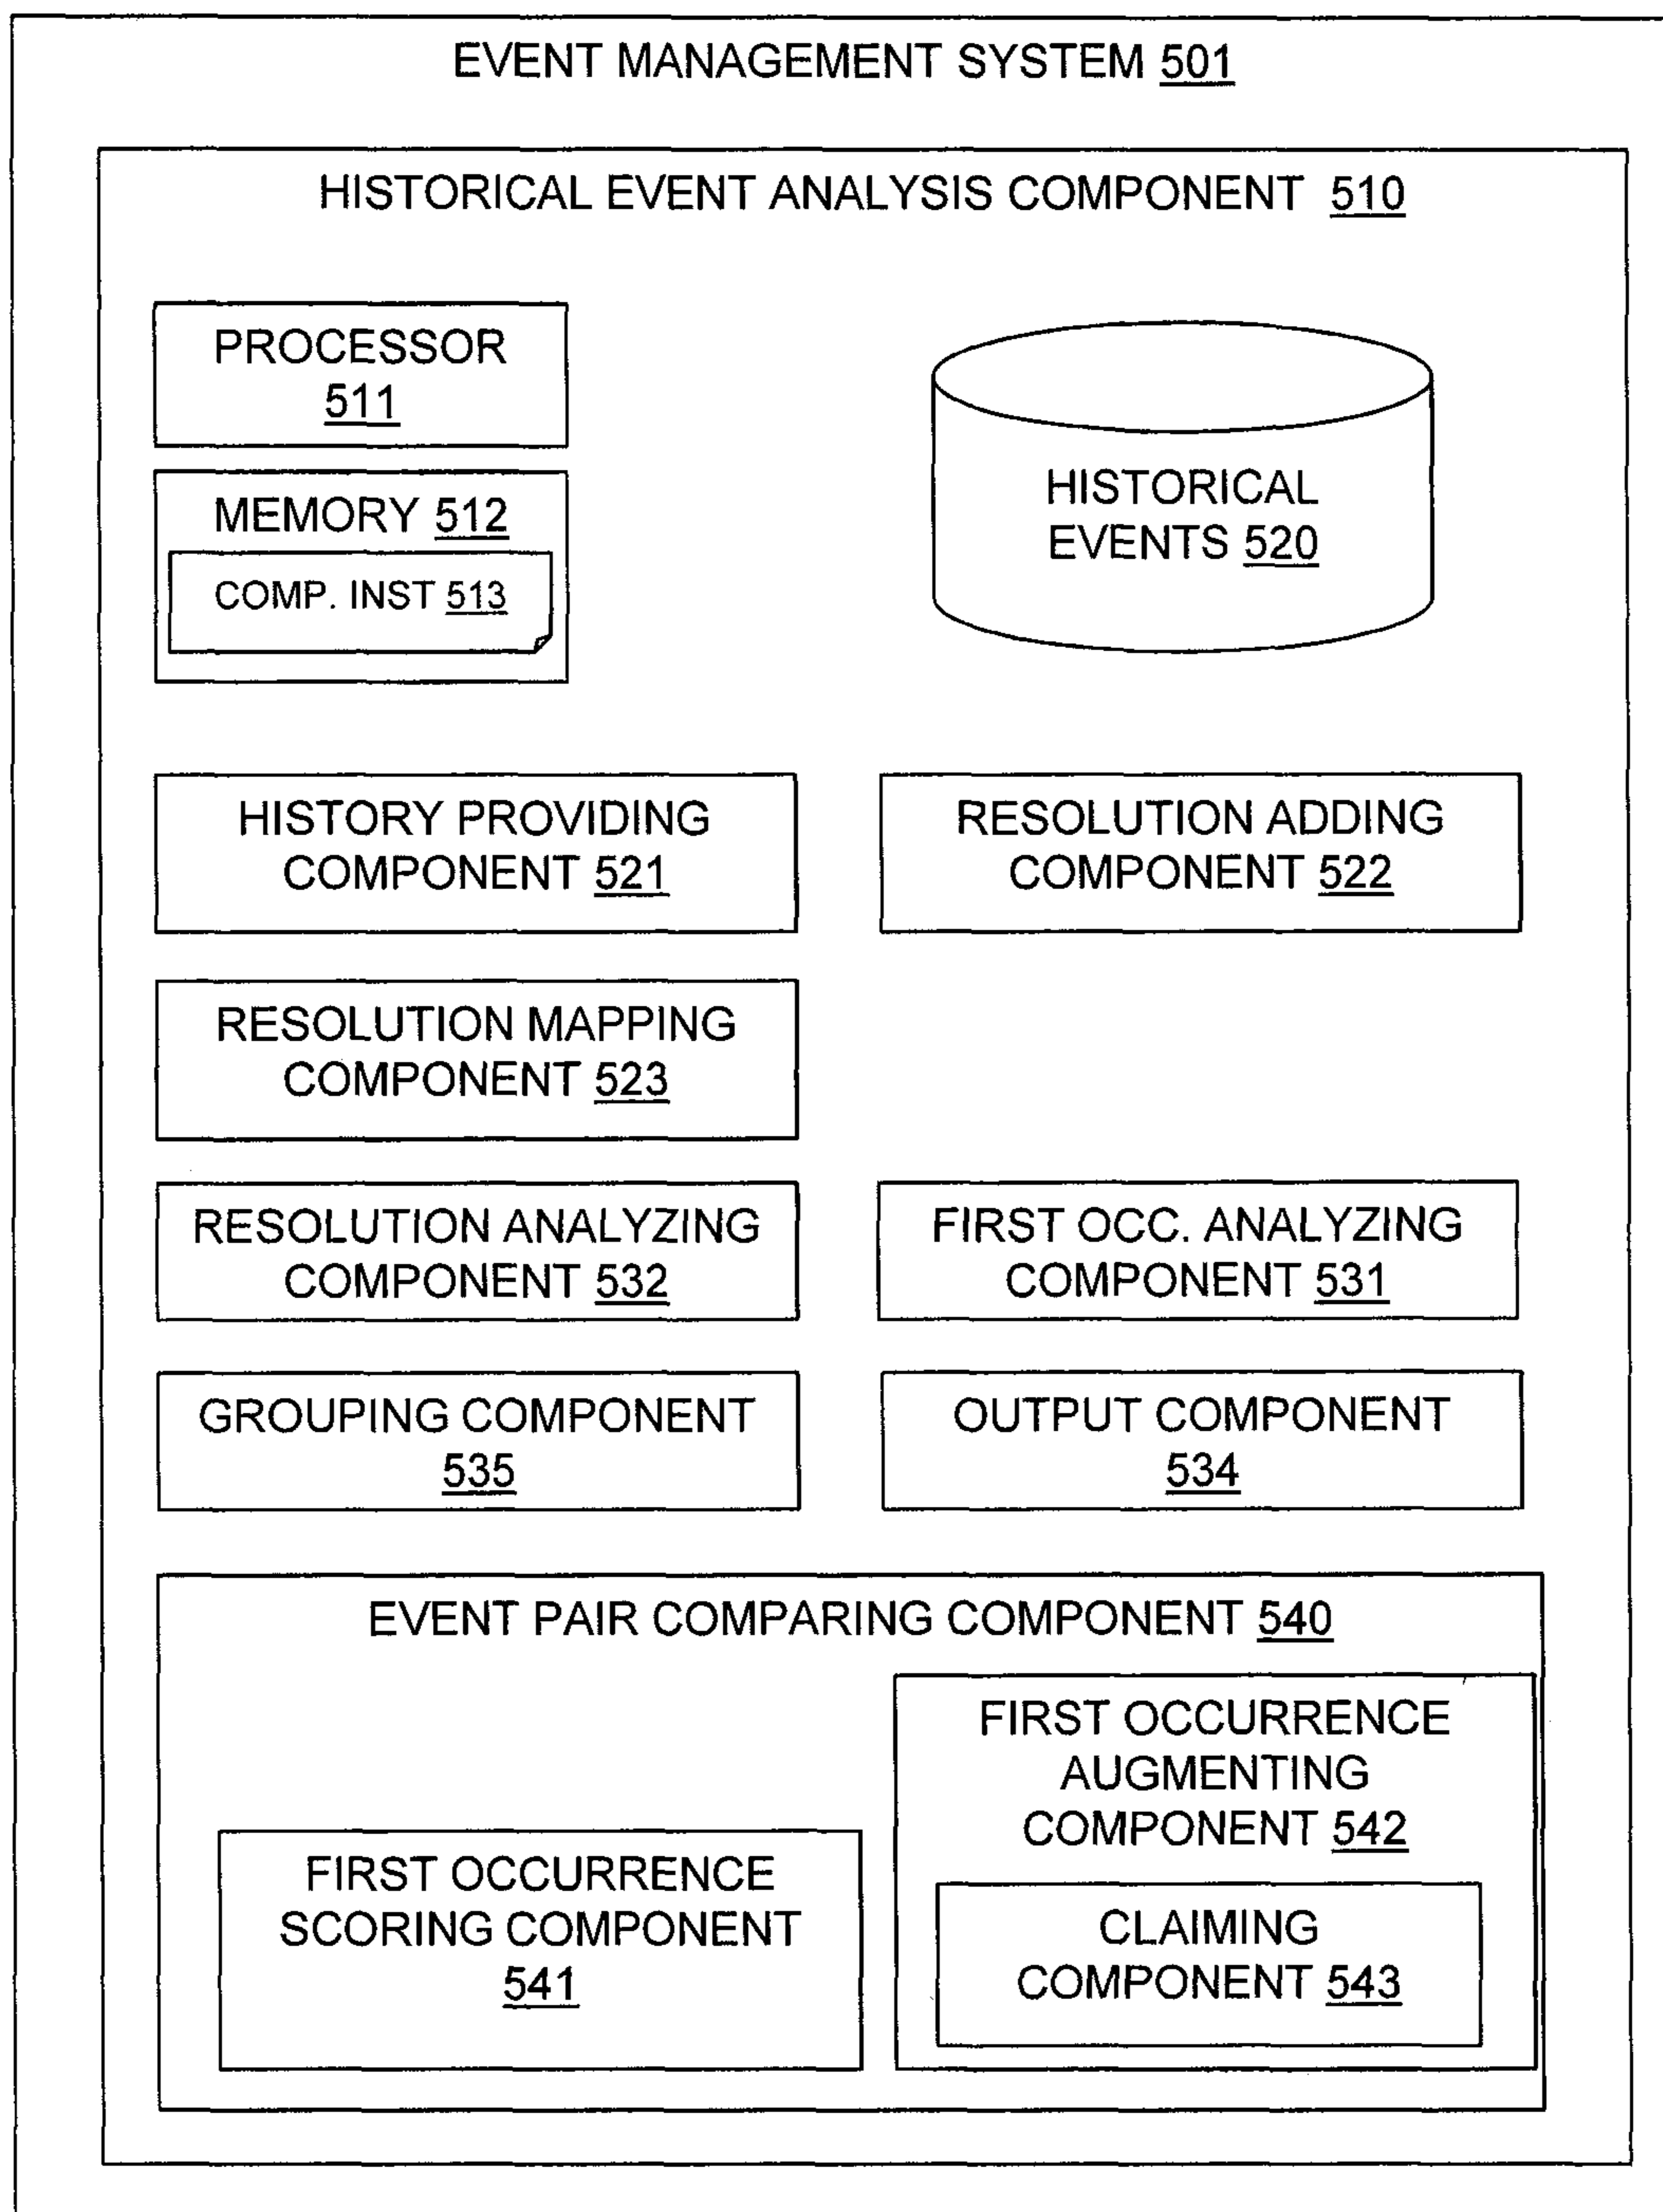 EVENT MANAGEMENT SYSTEM 501
HISTORICAL EVENT ANALYSIS COMPONENT 510
PROCESSOR
511
MEMORY 512
COMP. INST 513
HISTORICAL
EVENTS 520
HISTORY PROVIDING
COMPONENT 521
RESOLUTION ADDING
COMPONENT 522
RESOLUTION MAPPING
COMPONENT 523
RESOLUTION ANALYZING
COMPONENT 532
FIRST OCC. ANALYZING
COMPONENT 531
GROUPING COMPONENT
535
OUTPUT COMPONENT
534
EVENT PAIR COMPARING COMPONENT 540
FIRST OCCURRENCE
SCORING COMPONENT
541
FIRST OCCURRENCE
AUGMENTING
COMPONENT 542
CLAIMING
COMPONENT 543